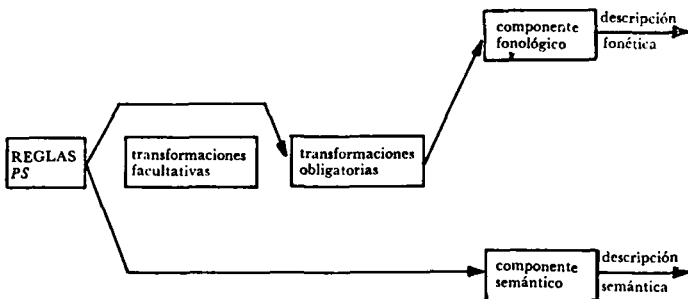 componente
fonológico
descripción
fonética
REGLAS
PS
transformaciones
facultativas
transformaciones
obligatorias
componente
semántico
descripción
semántica